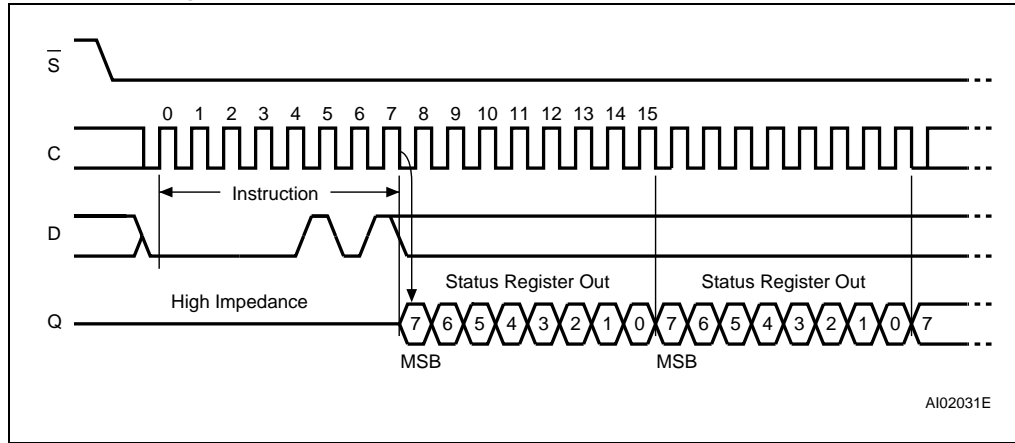 S
0 1 2 3 4 5 6 7 8 9 10 11 12 13 14 15
C
Instruction
D
Status Register Out Status Register Out
High Impedance
Q 7 6 5 4 3 2 1 0 7 6 5 4 3 2 1 0 7
MSB MSB
AI02031E